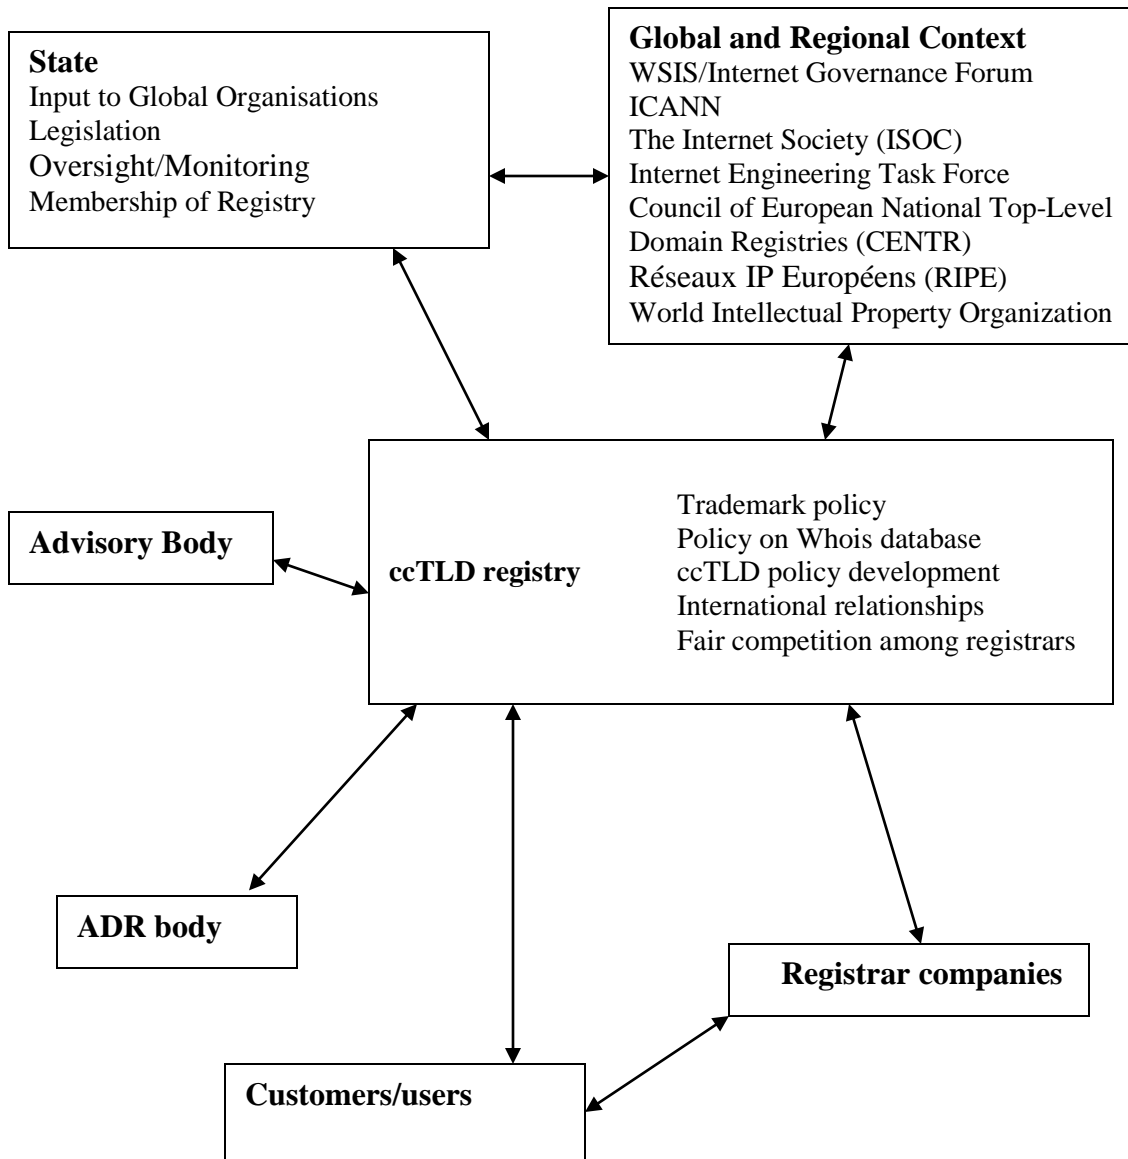 State
Input to Global Organisations
Legislation
Oversight/Monitoring
Membership of Registry
Global and Regional Context
WSIS/Internet Governance Forum
ICANN
The Internet Society (ISOC)
Internet Engineering Task Force
Council of European National Top-Level
Domain Registries (CENTR)
Réseaux IP Européens (RIPE)
World Intellectual Property Organization
Advisory Body
ccTLD registry
Trademark policy
Policy on Whois database
ccTLD policy development
International relationships
Fair competition among registrars
ADR body
Registrar companies
Customers/users